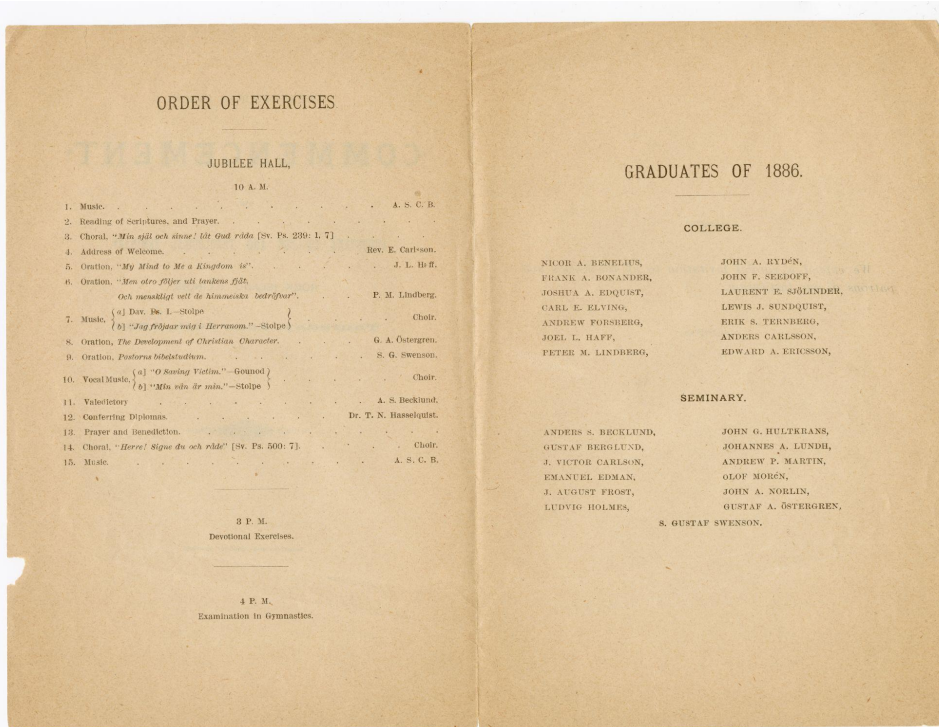 ORDER OF EXERCISES
JUBILEE HALL,
10 A. M.
1. Music. . . . . . . . . . A. S. C. B.
2. Reading of Scriptures, and Prayer. . . . . . .
3. Choral, "Min själ och sinne! låt Gud råda [Sv. Ps. 239: 1, 7] . . . .
4. Address of Welcome. . . . . . . Rev. E. Carlsson.
5. Oration, "My Mind to Me a Kingdom is". . . . . J. L. Haff.
6. Oration, "Men otro följer uti tankens fjät,
Och menskligt vett de himmelska bedröfvar". . . P. M. Lindberg.
7. Music, a] Dav. Ps. 1.—Stolpe
b] "Jag fröjdar mig i Herranom."—Stolpe . . . . Choir.
8. Oration, The Development of Christian Character. . . . G. A. Östergren.
9. Oration, Pastorns bibelstudium. . . . . . S. G. Swenson.
10. Vocal Music, a] "O Saving Victim."—Gounod
b] "Min vän är min."—Stolpe . . . . Choir.
11. Valedictory . . . . . . . A. S. Becklund.
12. Conferring Diplomas. . . . . . Dr. T. N. Hasselquist.
13. Prayer and Benediction. . . . . . . .
14. Choral, "Herre! Signe du och råde" [Sv. Ps. 500: 7]. . . . Choir.
15. Music. . . . . . . . . A. S. C. B.
3 P. M.
Devotional Exercises.
4 P. M.
Examination in Gymnastics.
GRADUATES OF 1886.
COLLEGE.
NICOR A. BENELIUS, JOHN A. RYDéN,
FRANK A. BONANDER, JOHN F. SEEDOFF,
JOSHUA A. EDQUIST, LAURENT E. SJÖLINDER,
CARL E. ELVING, LEWIS J. SUNDQUIST,
ANDREW FORSBERG, ERIK S. TERNBERG,
JOEL L. HAFF, ANDERS CARLSSON,
PETER M. LINDBERG, EDWARD A. ERICSSON,
SEMINARY.
ANDERS S. BECKLUND, JOHN G. HULTKRANS,
GUSTAF BERGLUND, JOHANNES A. LUNDH,
J. VICTOR CARLSON, ANDREW P. MARTIN,
EMANUEL EDMAN, OLOF MORéN,
J. AUGUST FROST, JOHN A. NORLIN,
LUDVIG HOLMES, GUSTAF A. ÖSTERGREN,
S. GUSTAF SWENSON.